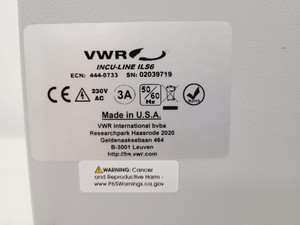 VWR
INCU-LINE IL56
ECN: 444-0733 SN: 02039719
CE 230V AC 3A 50/60 Hz
Made in U.S.A.
VWR International bvba
Researchpark Haasrode 2020
Geldenaaksebaan 464
B-3001 Leuven
http://be.vwr.com
WARNING: Cancer
and Reproductive Harm -
www.P65Warnings.ca.gov